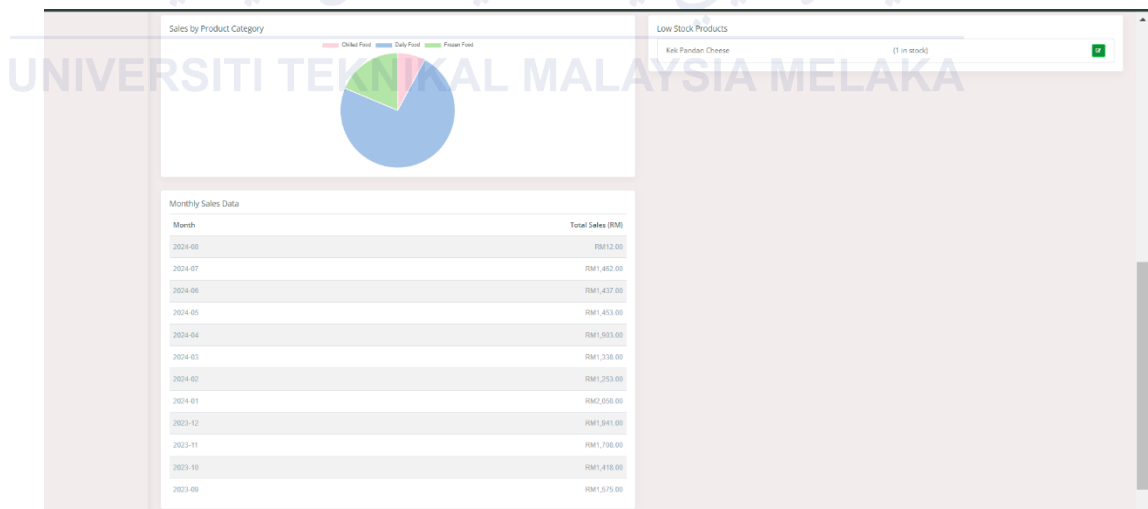 Sales by Product Category
Chilled Food Daily Food Frozen Food
Low Stock Products
Kek Pandan Cheese (1 in stock)
UNIVERSITI TEKNIKAL MALAYSIA MELAKA
Monthly Sales Data
Month Total Sales (RM)
2024-08 RM12.00
2024-07 RM1,462.00
2024-06 RM1,437.00
2024-05 RM1,453.00
2024-04 RM1,903.00
2024-03 RM1,338.00
2024-02 RM1,253.00
2024-01 RM2,056.00
2023-12 RM1,941.00
2023-11 RM1,708.00
2023-10 RM1,418.00
2023-09 RM1,575.00